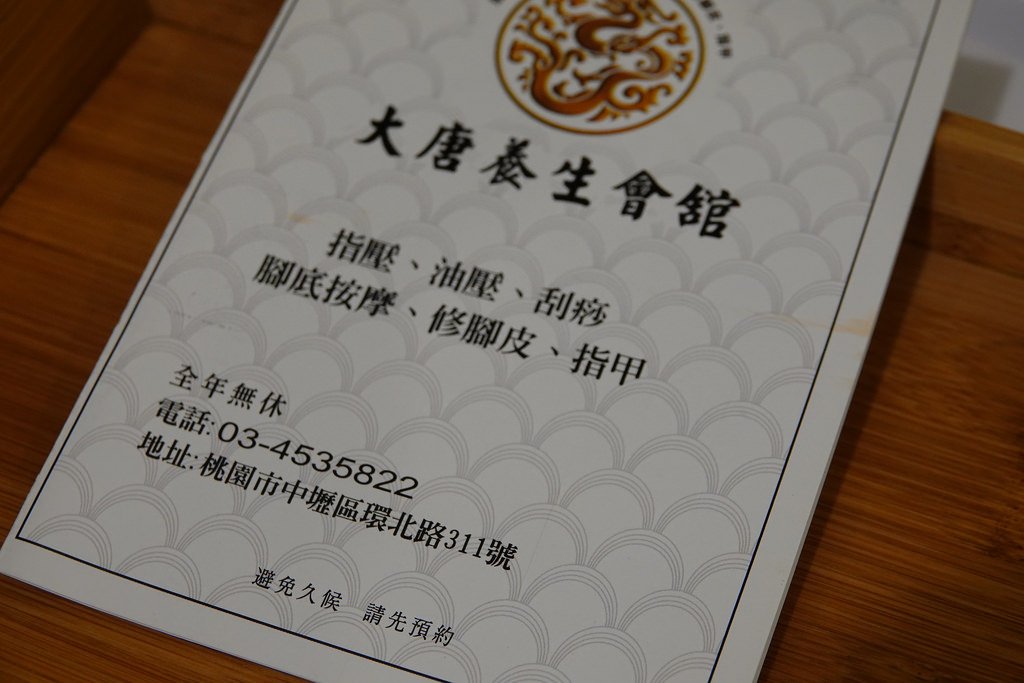 大唐養生會舘
指壓、油壓、刮痧
腳底按摩、修腳皮、指甲
全年無休
電話:03-4535822
地址:桃園市中壢區環北路311號
避免久候 請先預約